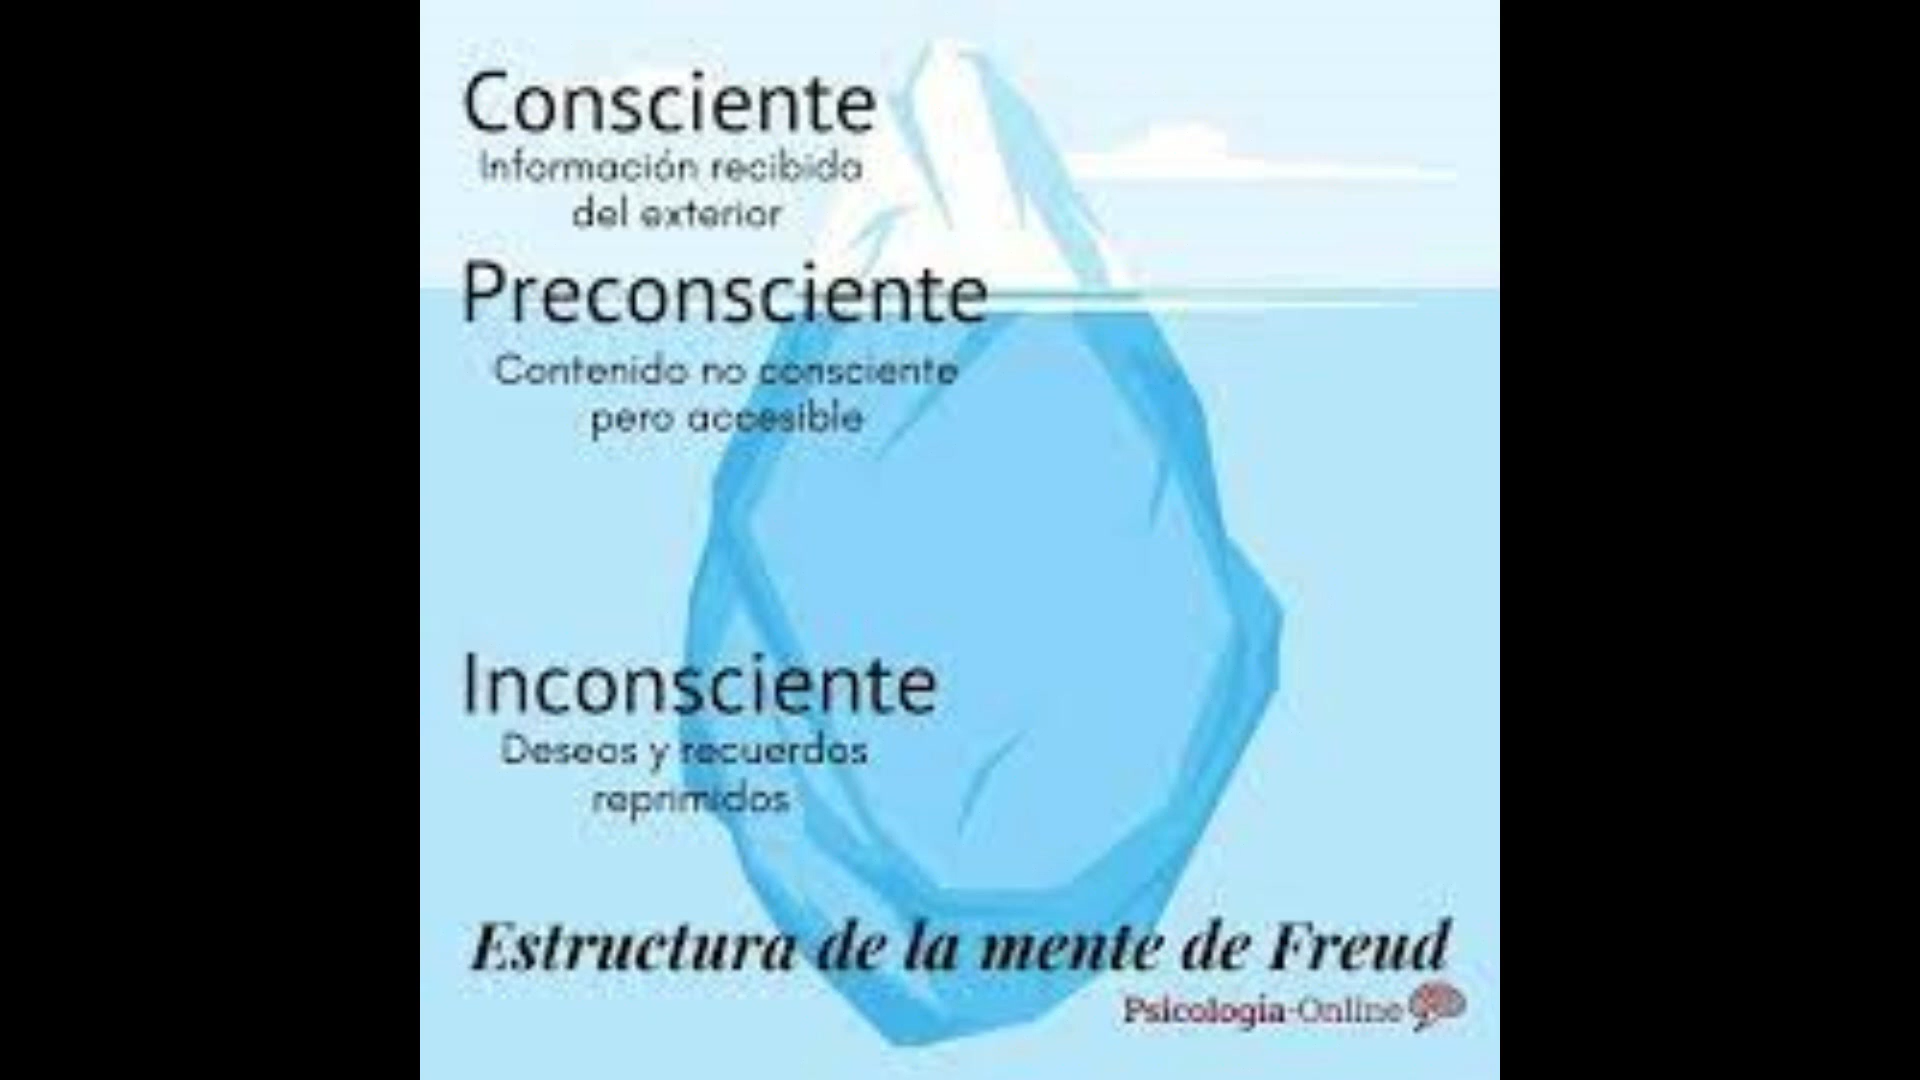 Consciente
Información recibida
del exterior
Preconsciente
Contenido no consciente
pero accesible
Inconsciente
Deseos y recuerdos
reprimidos
Estructura de la mente de Freud
Psicología-Online